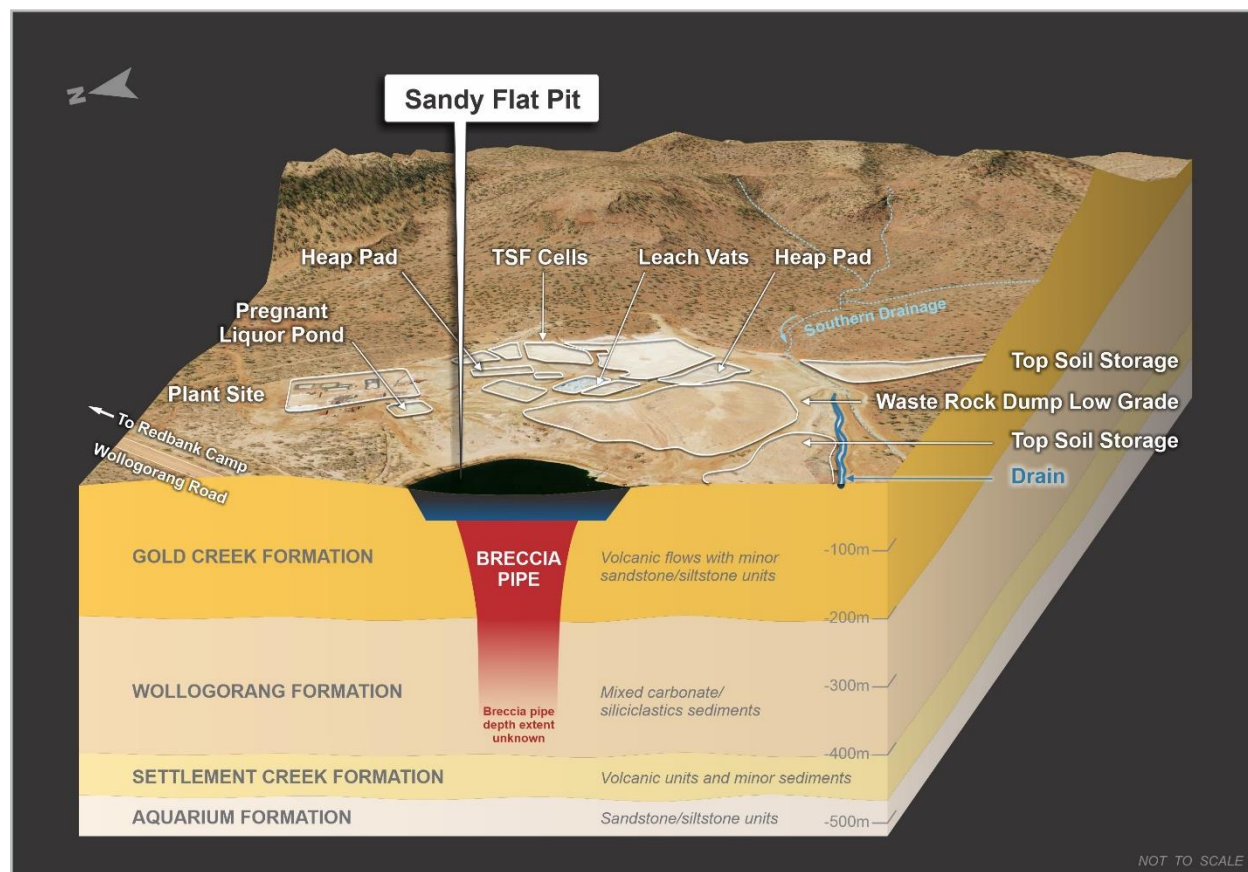 N
Sandy Flat Pit
Heap Pad
TSF Cells
Leach Vats
Heap Pad
Pregnant
Liquor Pond
Southern Drainage
Plant Site
Top Soil Storage
Waste Rock Dump Low Grade
To Redbank Camp
Top Soil Storage
Wollogorang Road
Drain
GOLD CREEK FORMATION
BRECCIA
PIPE
Volcanic flows with minor
sandstone/siltstone units
-100m
-200m
WOLLOGORANG FORMATION
Mixed carbonate/
siliciclastics sediments
-300m
Breccia pipe
depth extent
unknown
-400m
SETTLEMENT CREEK FORMATION
Volcanic units and minor sediments
AQUARIUM FORMATION
Sandstone/siltstone units
-500m
NOT TO SCALE